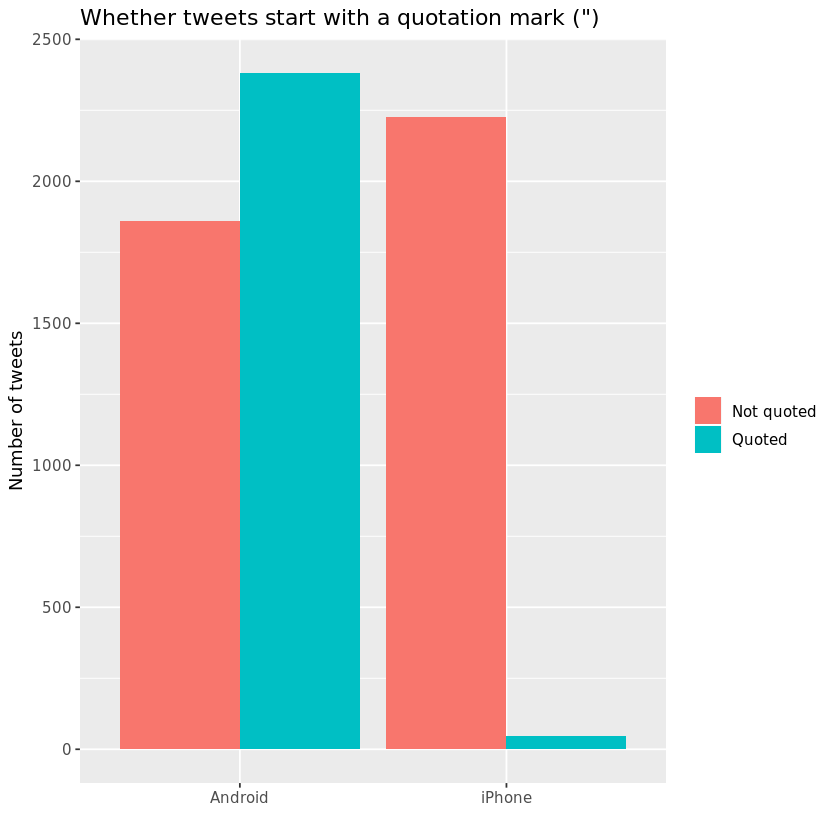 Whether tweets start with a quotation mark (")
2500
2000
1500
1000
500
0
Number of tweets
Android
iPhone
Not quoted
Quoted